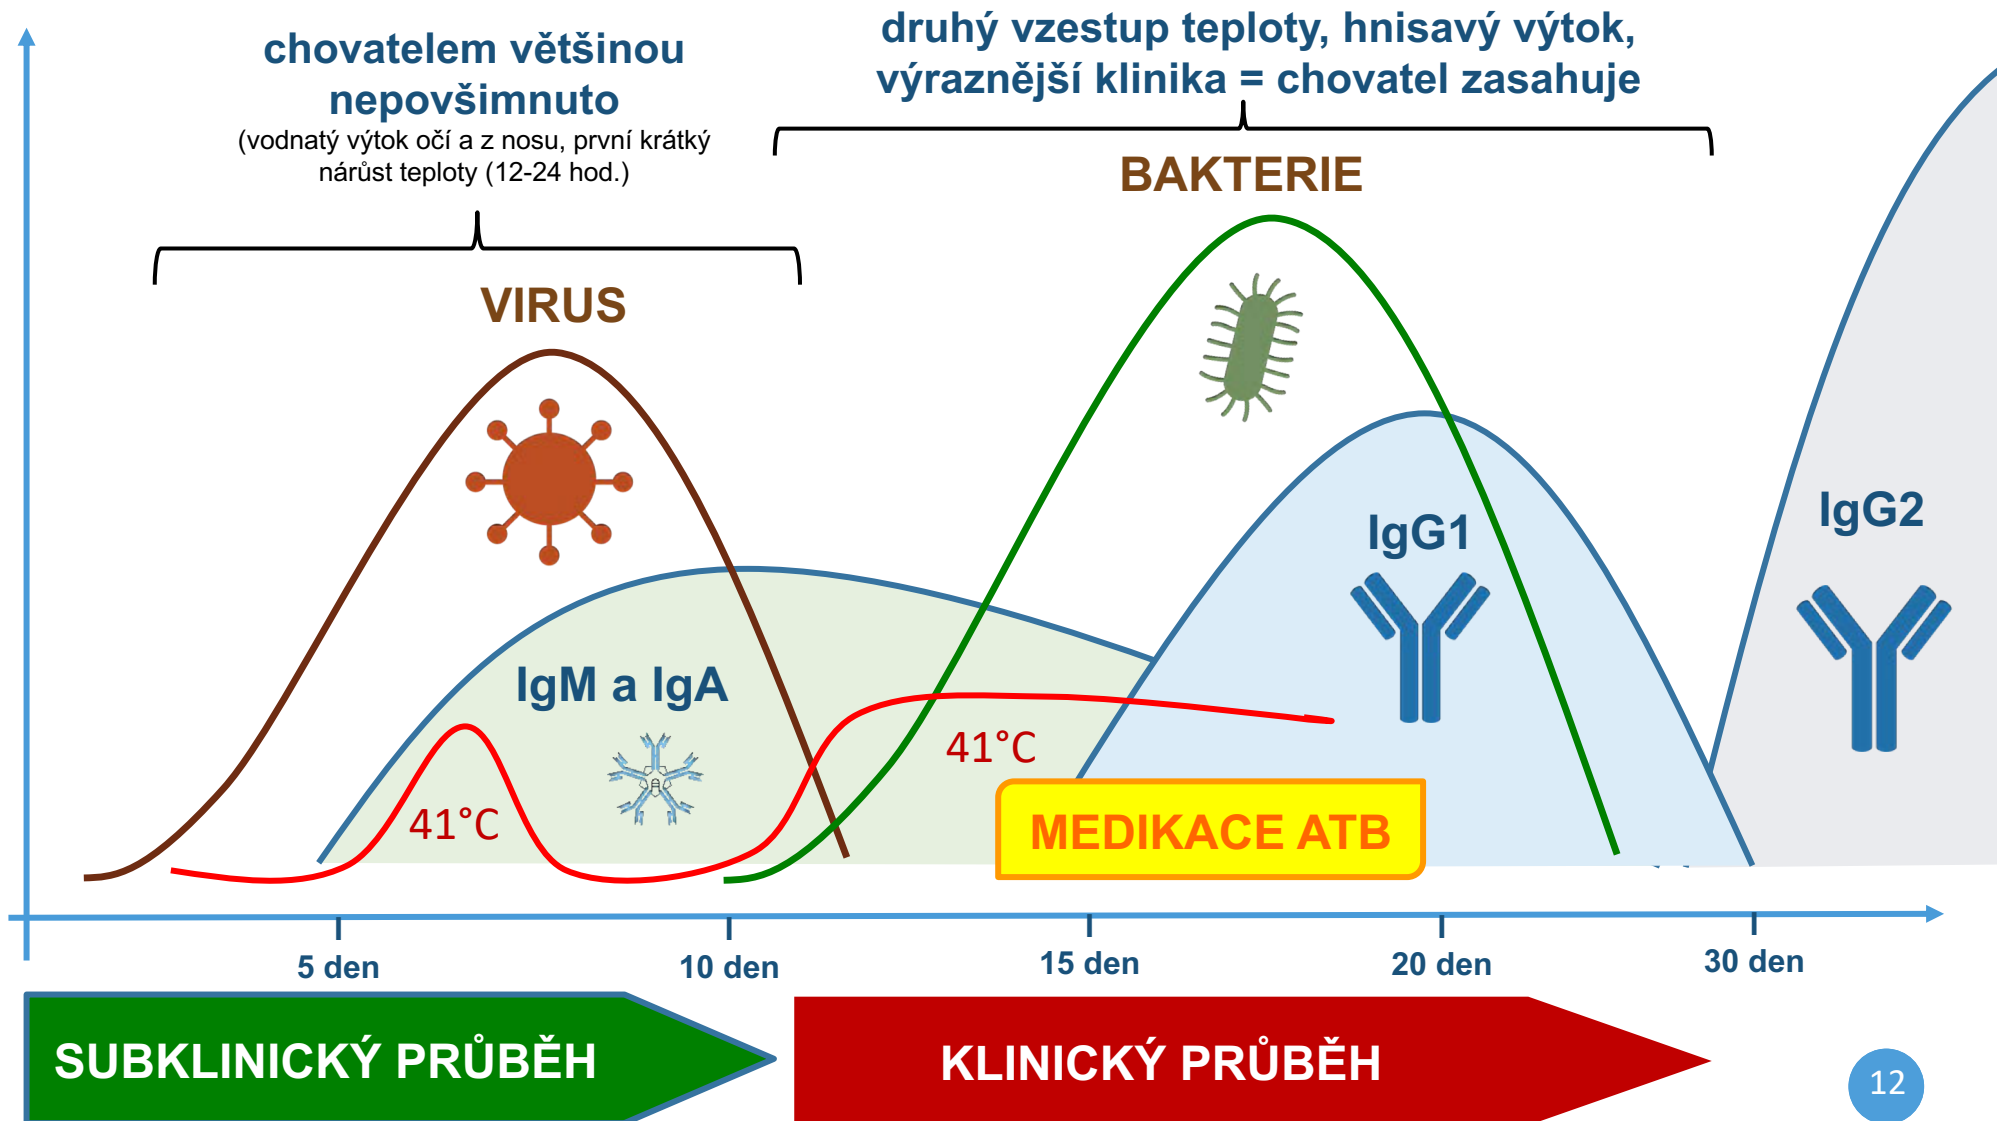 chovatelem většinou
nepovšimnuto
(vodnatý výtok očí a z nosu, první krátký
nárůst teploty (12-24 hod.)
druhý vzestup teploty, hnisavý výtok,
výraznější klinika = chovatel zasahuje
VIRUS
BAKTERIE
IgM a IgA
IgG1
IgG2
41°C
41°C
MEDIKACE ATB
5 den
10 den
15 den
20 den
30 den
SUBKLINICKÝ PRŮBĚH
KLINICKÝ PRŮBĚH
12